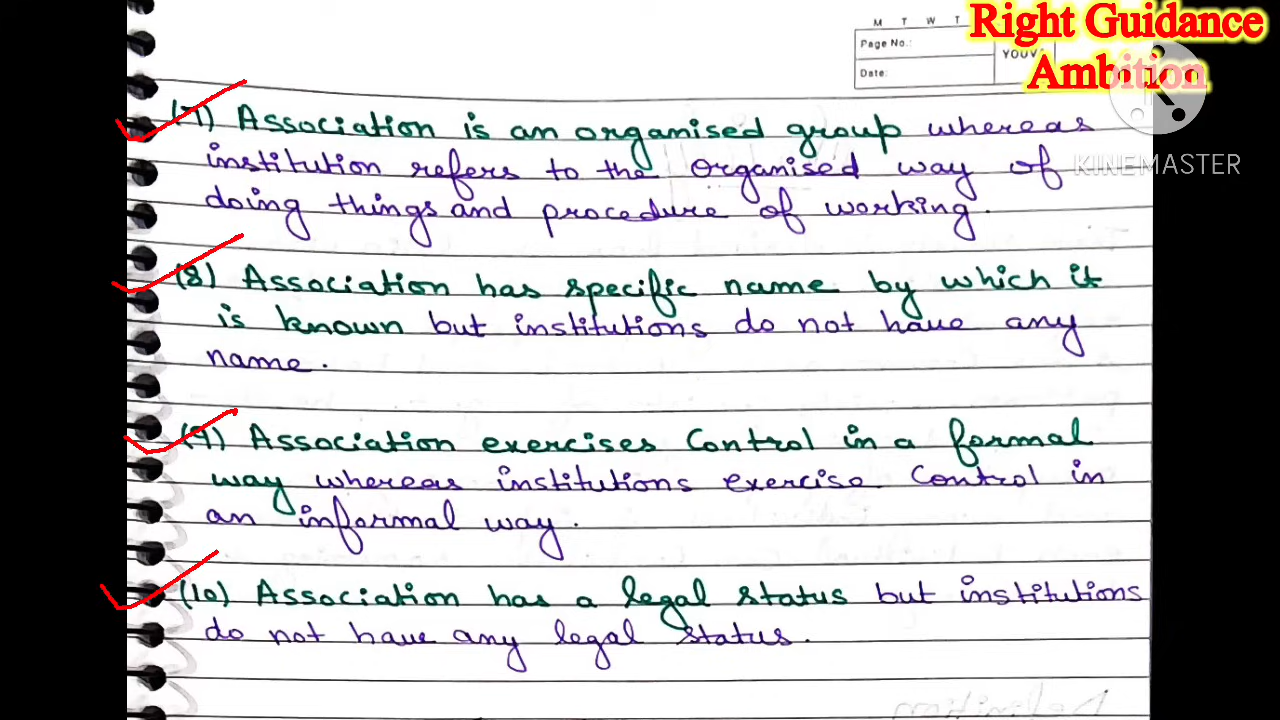 M T W T
Right Guidance
Page No.:
YOUV
Date:
Ambition
KINEMASTER
(7) Association is an organised group whereas
institution refers to the organised way of
doing things and procedure of working.
(8) Association has specific name by which it
is known but institutions do not have any
name.
(9) Association exercises control in a formal
way whereas institutions exercise control in
an informal way.
(10) Association has a legal status but institutions
do not have any legal status.